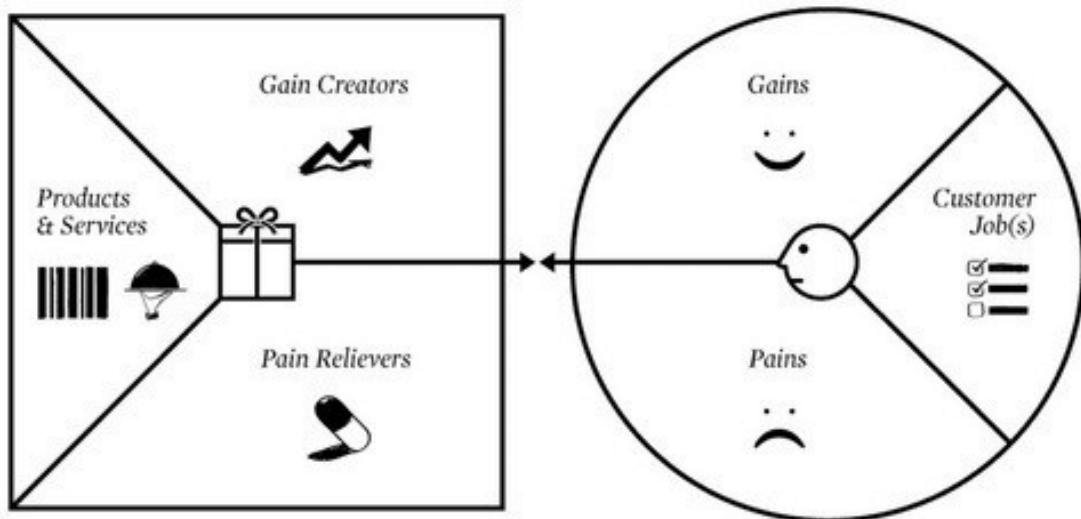 Gain Creators
Products
& Services
Pain Relievers
Gains
Customer
Job(s)
Pains